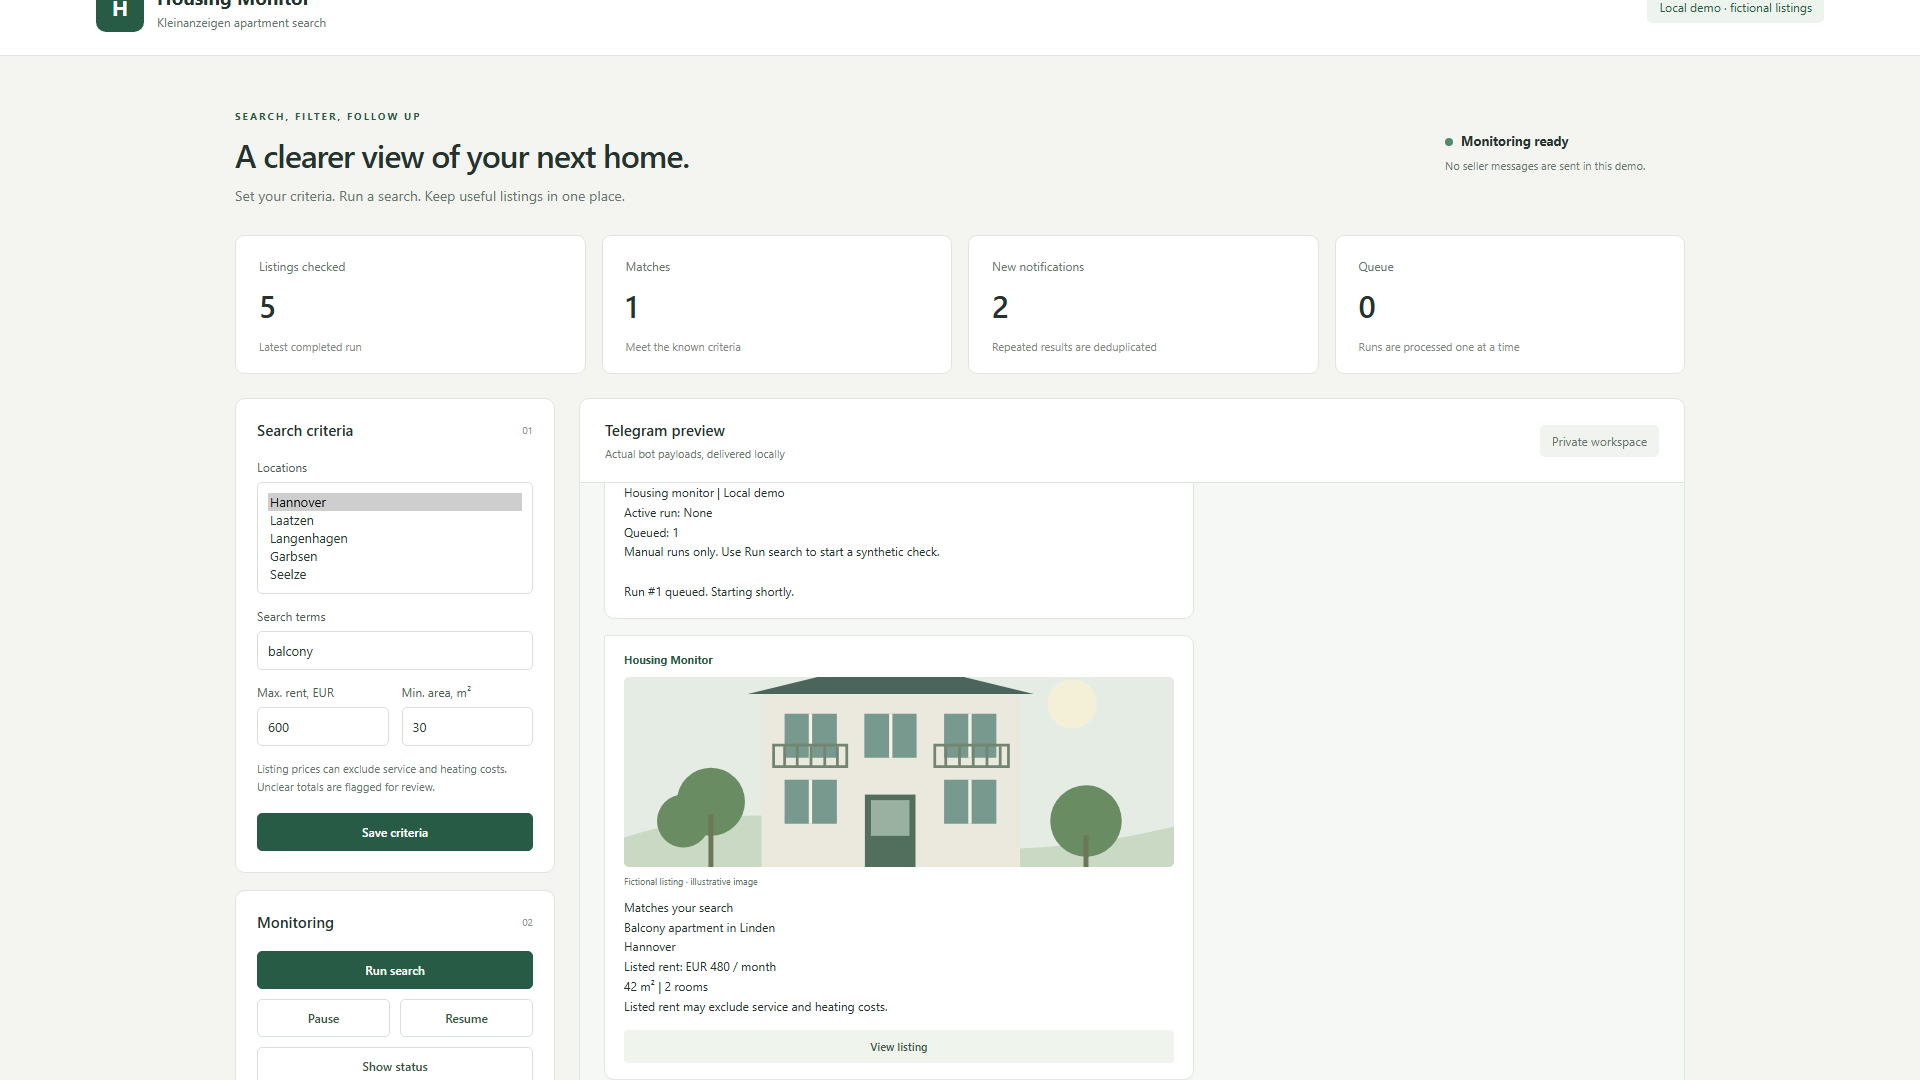 H
Housing Monitor
Kleinanzeigen apartment search
Local demo · fictional listings
SEARCH, FILTER, FOLLOW UP
A clearer view of your next home.
Set your criteria. Run a search. Keep useful listings in one place.
Monitoring ready
No seller messages are sent in this demo.
Listings checked
5
Latest completed run
Matches
1
Meet the known criteria
New notifications
2
Repeated results are deduplicated
Queue
0
Runs are processed one at a time
Search criteria
01
Locations
Hannover
Laatzen
Langenhagen
Garbsen
Seelze
Search terms
balcony
Max. rent, EUR
Min. area, m²
600
30
Listing prices can exclude service and heating costs.
Unclear totals are flagged for review.
Save criteria
Monitoring
02
Run search
Pause
Resume
Show status
Telegram preview
Actual bot payloads, delivered locally
Private workspace
Housing monitor | Local demo
Active run: None
Queued: 1
Manual runs only. Use Run search to start a synthetic check.
Run #1 queued. Starting shortly.
Housing Monitor
Fictional listing · illustrative image
Matches your search
Balcony apartment in Linden
Hannover
Listed rent: EUR 480 / month
42 m² | 2 rooms
Listed rent may exclude service and heating costs.
View listing